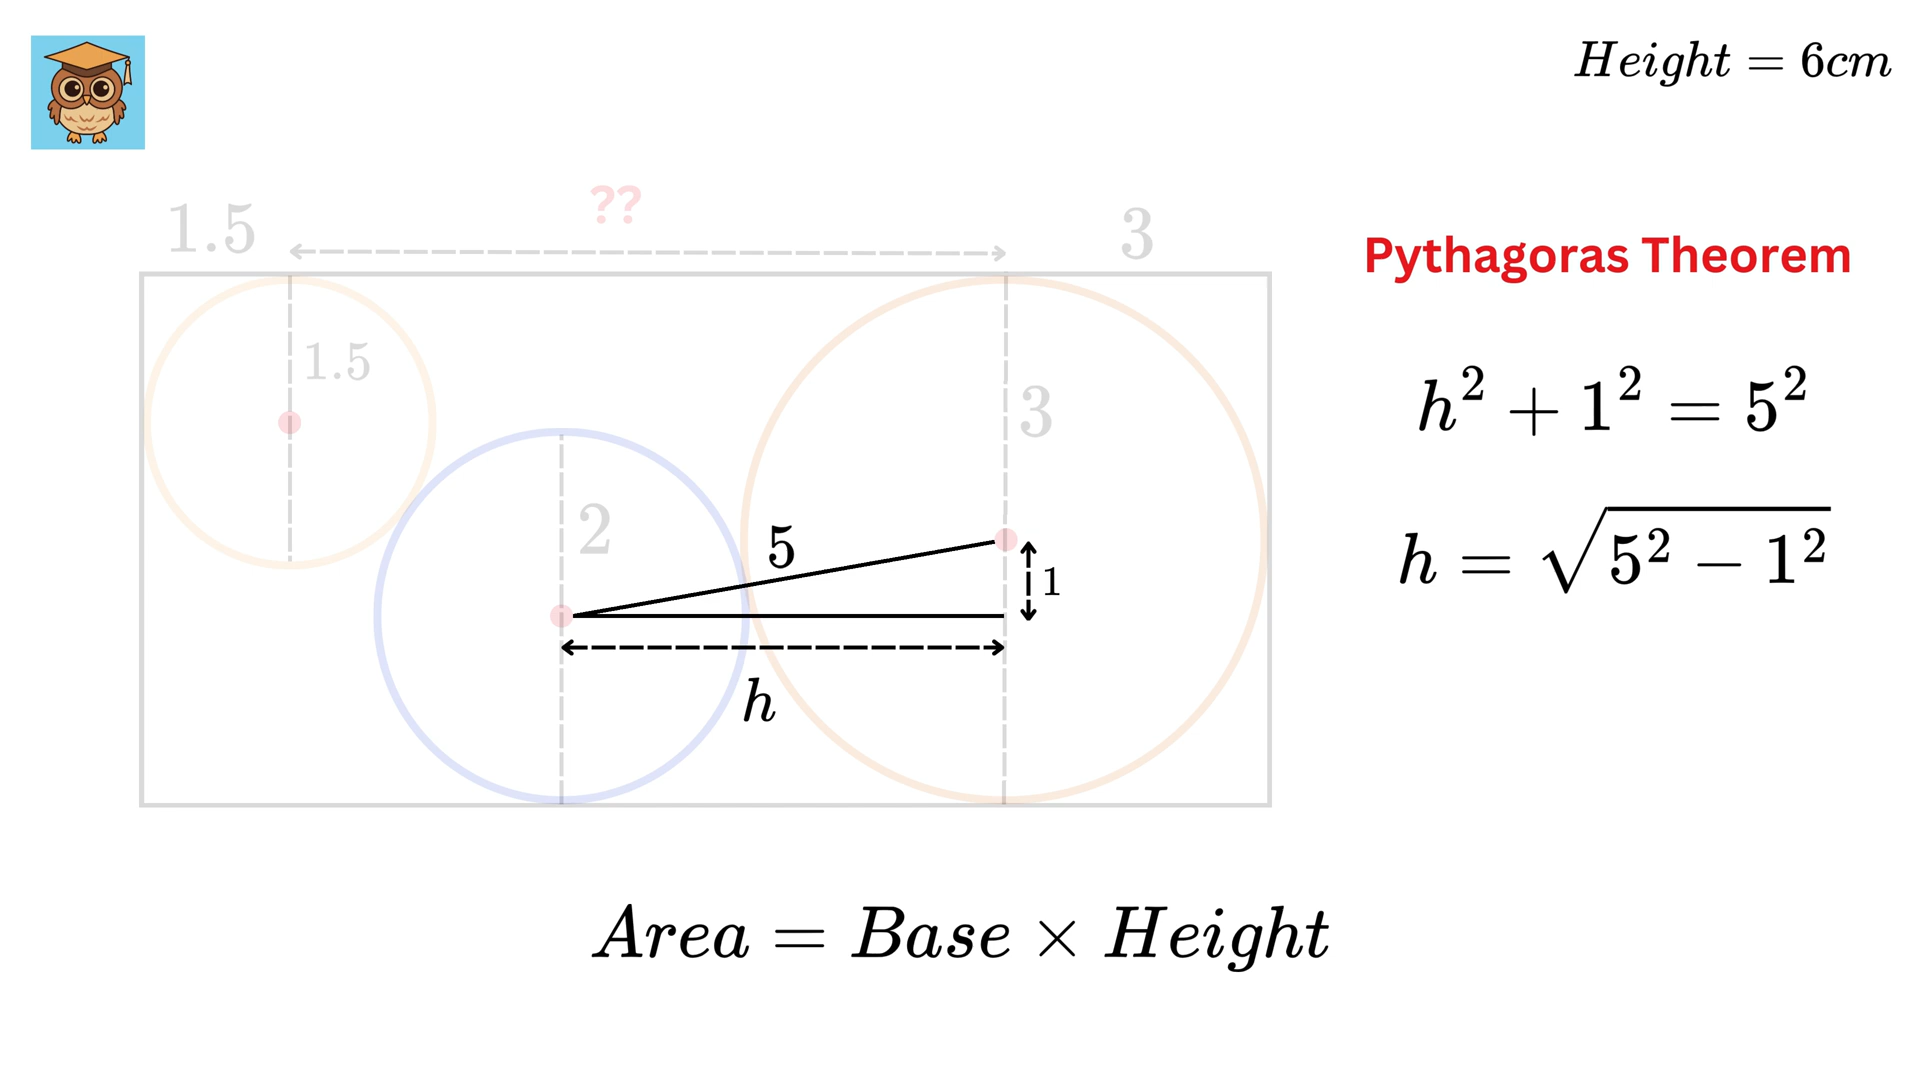 Height = 6cm
1.5
??
3
Pythagoras Theorem
1.5
3
h² + 1² = 5²
2
5
1
h = √5² − 1²
h
Area = Base × Height